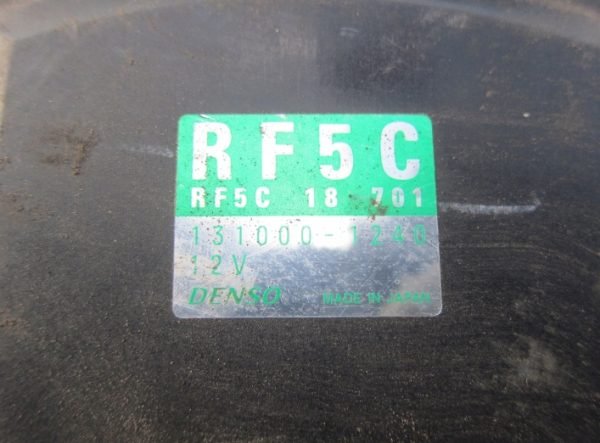 RF5C
RF5C 18 701
131000-1240
12V
DENSO MADE IN JAPAN